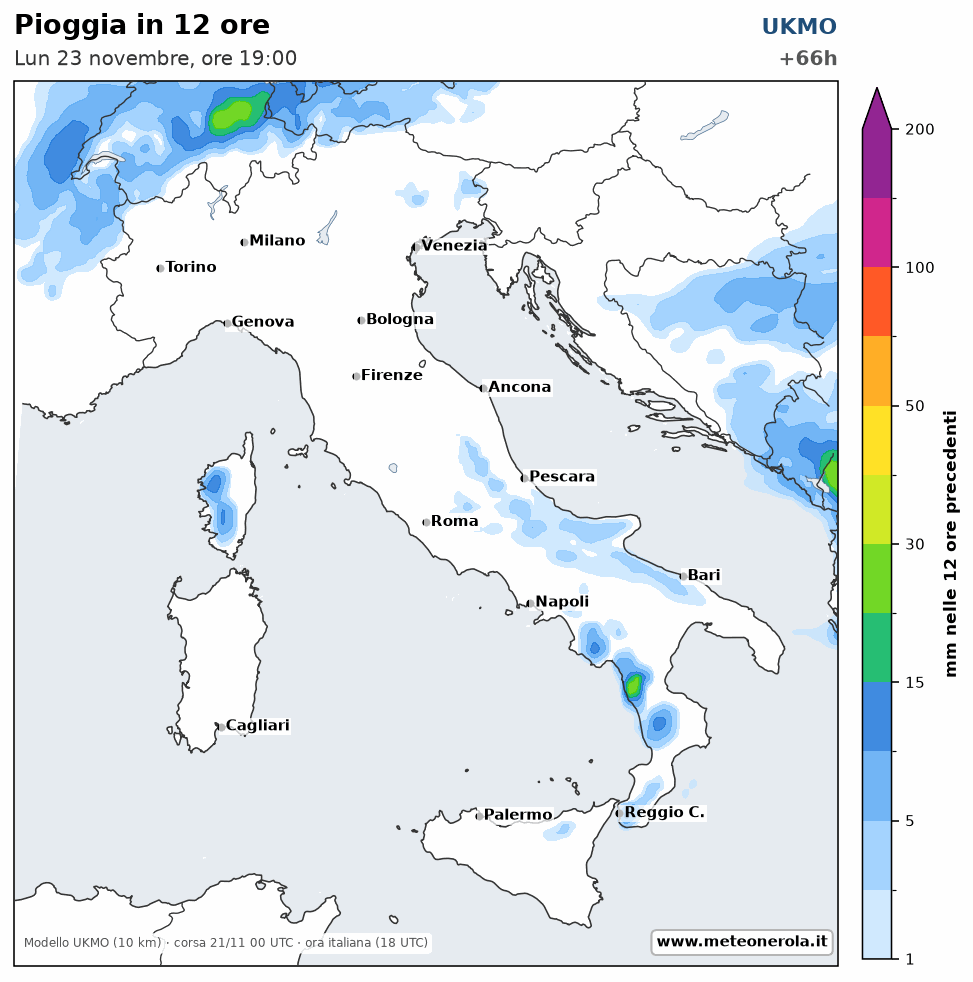 Pioggia in 12 ore
UKMO
Lun 23 novembre, ore 19:00
+66h
200
100
50
30
15
5
1
mm nelle 12 ore precedenti
Milano
Venezia
Torino
Genova
Bologna
Firenze
Ancona
Pescara
Roma
Bari
Napoli
Cagliari
Palermo
Reggio C.
Modello UKMO (10 km) · corsa 21/11 00 UTC · ora italiana (18 UTC)
www.meteonerola.it